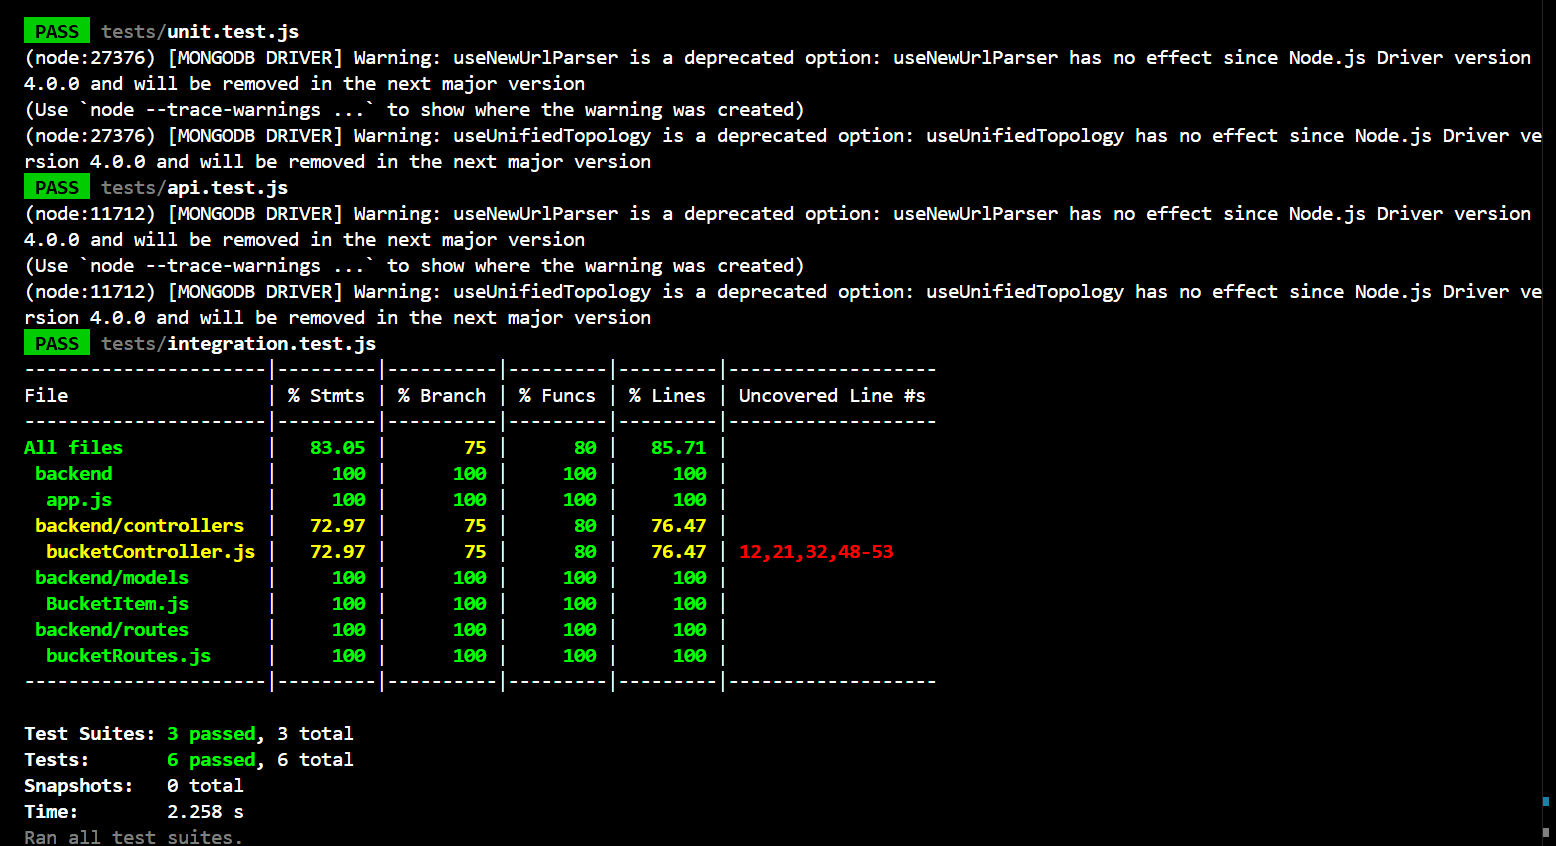 PASS tests/unit.test.js
(node:27376) [MONGODB DRIVER] Warning: useNewUrlParser is a deprecated option: useNewUrlParser has no effect since Node.js Driver version
4.0.0 and will be removed in the next major version
(Use `node --trace-warnings ...` to show where the warning was created)
(node:27376) [MONGODB DRIVER] Warning: useUnifiedTopology is a deprecated option: useUnifiedTopology has no effect since Node.js Driver ve
rsion 4.0.0 and will be removed in the next major version
PASS tests/api.test.js
(node:11712) [MONGODB DRIVER] Warning: useNewUrlParser is a deprecated option: useNewUrlParser has no effect since Node.js Driver version
4.0.0 and will be removed in the next major version
(Use `node --trace-warnings ...` to show where the warning was created)
(node:11712) [MONGODB DRIVER] Warning: useUnifiedTopology is a deprecated option: useUnifiedTopology has no effect since Node.js Driver ve
rsion 4.0.0 and will be removed in the next major version
PASS tests/integration.test.js
----------------------|---------|----------|---------|---------|-------------------
File                  | % Stmts | % Branch | % Funcs | % Lines | Uncovered Line #s
----------------------|---------|----------|---------|---------|-------------------
All files             |   83.05 |       75 |      80 |   85.71 |
 backend              |     100 |      100 |     100 |     100 |
  app.js              |     100 |      100 |     100 |     100 |
 backend/controllers  |   72.97 |       75 |      80 |   76.47 |
  bucketController.js |   72.97 |       75 |      80 |   76.47 | 12,21,32,48-53
 backend/models       |     100 |      100 |     100 |     100 |
  BucketItem.js       |     100 |      100 |     100 |     100 |
 backend/routes       |     100 |      100 |     100 |     100 |
  bucketRoutes.js     |     100 |      100 |     100 |     100 |
----------------------|---------|----------|---------|---------|-------------------
Test Suites: 3 passed, 3 total
Tests:       6 passed, 6 total
Snapshots:   0 total
Time:        2.258 s
Ran all test suites.